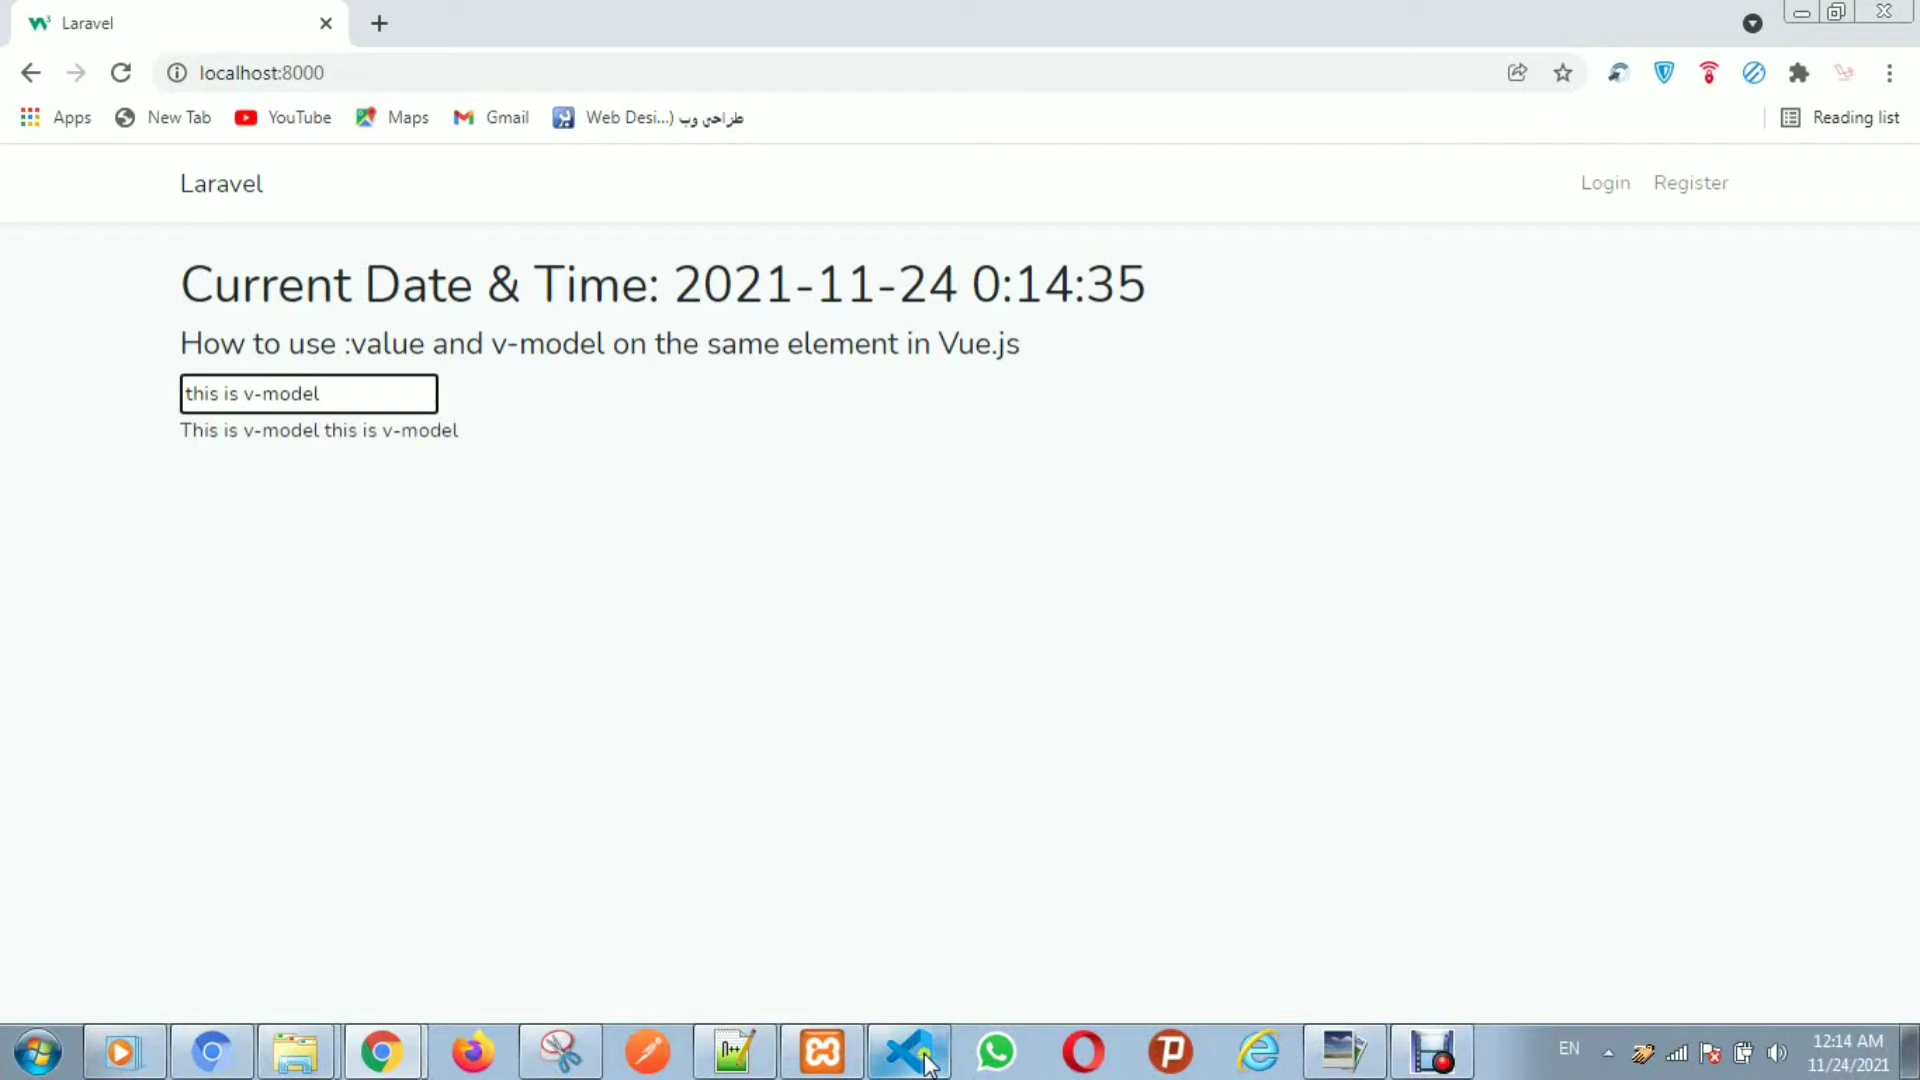 Laravel
localhost:8000
Apps
New Tab
YouTube
Maps
Gmail
Web Desi...) طراحی وب
Reading list
Laravel
Login
Register
Current Date & Time: 2021-11-24 0:14:35
How to use :value and v-model on the same element in Vue.js
this is v-model
This is v-model this is v-model
EN
12:14 AM
11/24/2021